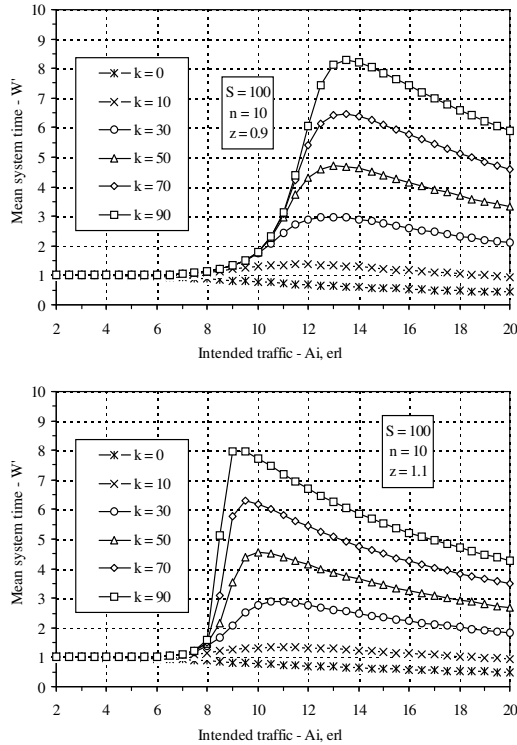 10
9
8
7
6
5
4
3
2
1
0
Mean system time - W'
k = 0
k = 10
k = 30
k = 50
k = 70
k = 90
S = 100
n = 10
z = 0.9
2 4 6 8 10 12 14 16 18 20
Intended traffic - Ai, erl
10
9
8
7
6
5
4
3
2
1
0
Mean system time - W'
k = 0
k = 10
k = 30
k = 50
k = 70
k = 90
S = 100
n = 10
z = 1.1
2 4 6 8 10 12 14 16 18 20
Intended traffic - Ai, erl